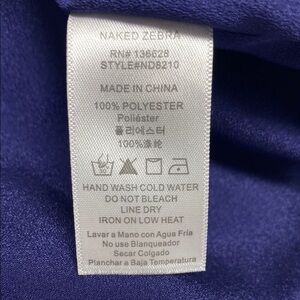 NAKED ZEBRA
RN# 136628
STYLE#ND8210
MADE IN CHINA
100% POLYESTER
Poliéster
폴리에스터
100%涤纶
30°
HAND WASH COLD WATER
DO NOT BLEACH
LINE DRY
IRON ON LOW HEAT
Lavar a Mano con Agua Fria
No use Blanqueador
Secar Colgado
Planchar a Baja Temperatura